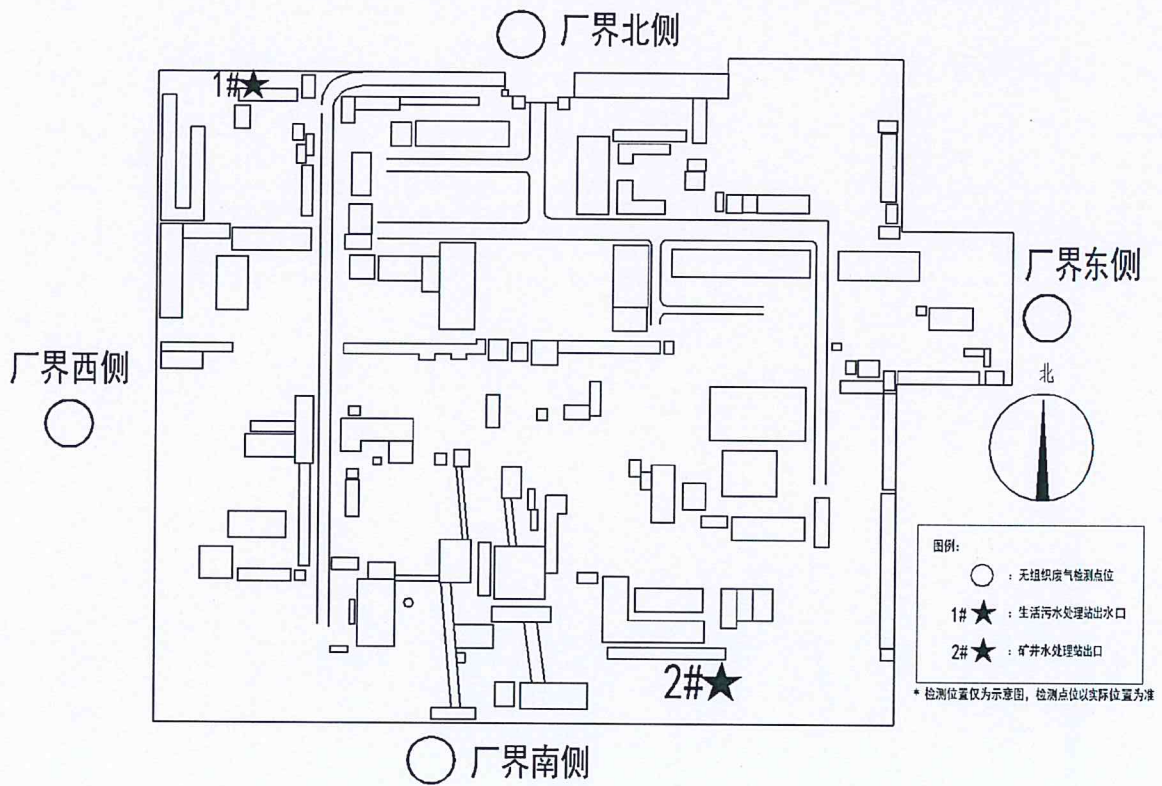 厂界北侧
1#
厂界东侧
厂界西侧
北
图例:
: 无组织废气检测点位
1# : 生活污水处理站出水口
2# : 矿井水处理站出口
2#
* 检测位置仅为示意图，检测点位以实际位置为准
厂界南侧